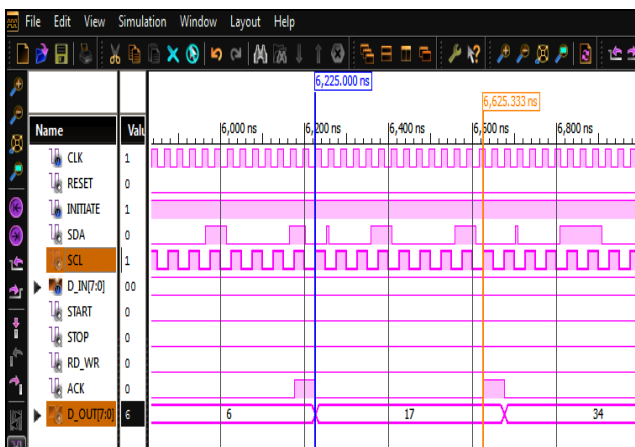 File Edit View Simulation Window Layout Help
6,225.000 ns
6,625.333 ns
Name
6,000 ns 6,200 ns 6,400 ns 6,600 ns 6,800 ns
CLK 1
RESET 0
INITIATE 1
SDA 0
SCL 1
D_IN[7:0] 00
START 0
STOP 0
RD_WR 0
ACK 0
D_OUT[7:0] 6 6 17 34